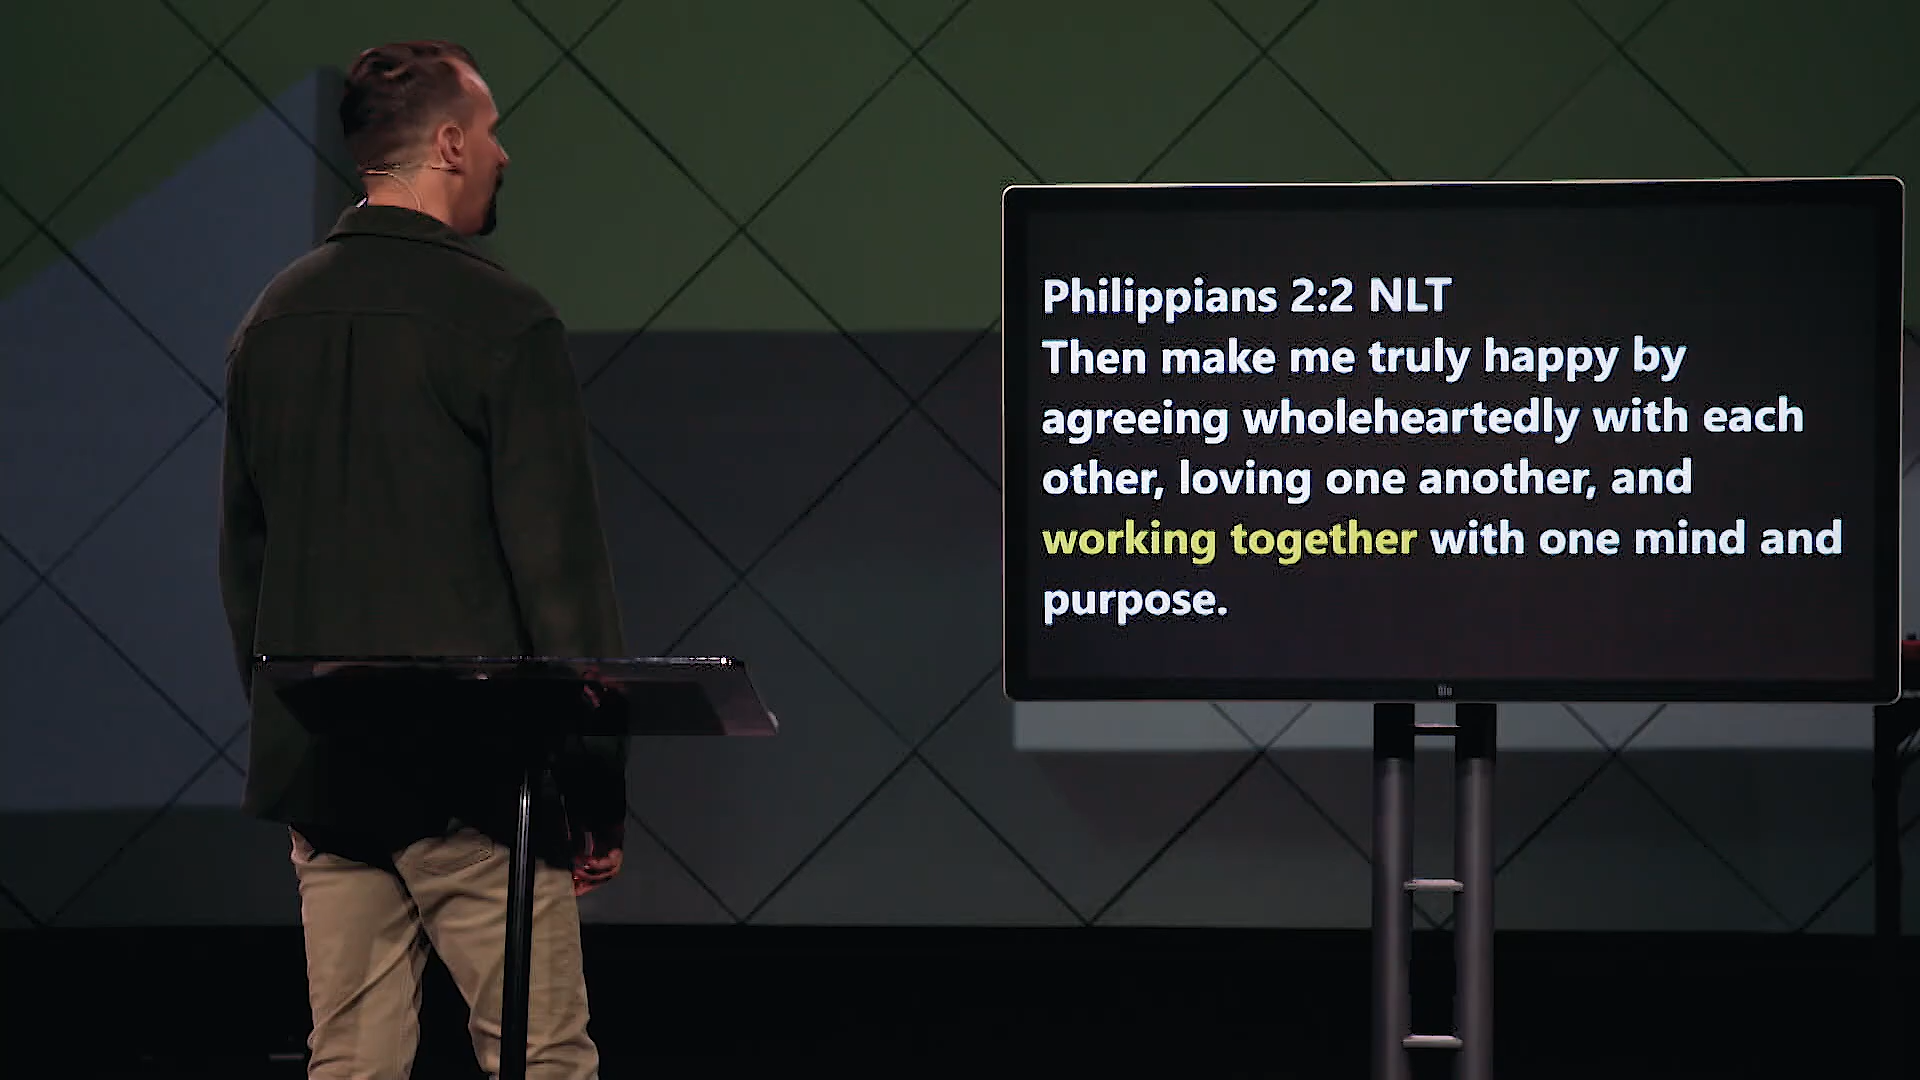 Philippians 2:2 NLT
Then make me truly happy by
agreeing wholeheartedly with each
other, loving one another, and
working together with one mind and
purpose.
elo